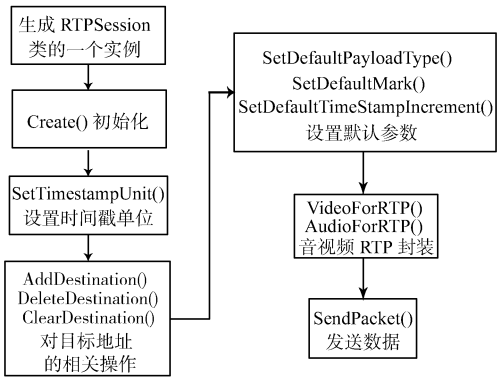 生成 RTPSession
类的一个实例
Create() 初始化
SetTimestampUnit()
设置时间戳单位
AddDestination()
DeleteDestination()
ClearDestination()
对目标地址
的相关操作
SetDefaultPayloadType()
SetDefaultMark()
SetDefaultTimeStampIncrement()
设置默认参数
VideoForRTP()
AudioForRTP()
音视频 RTP 封装
SendPacket()
发送数据